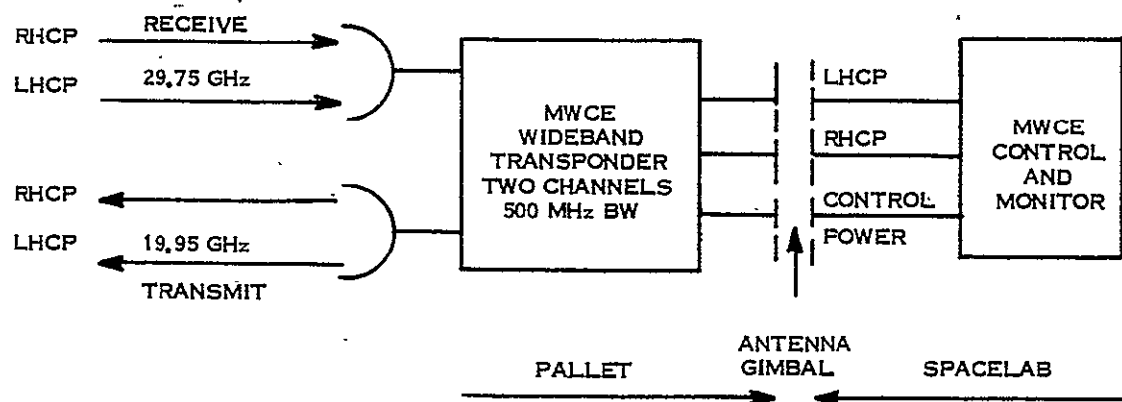 RHCP
RECEIVE
LHCP
29.75 GHz
RHCP
LHCP
19.95 GHz
TRANSMIT
MWCE
WIDEBAND
TRANSPONDER
TWO CHANNELS
500 MHz BW
LHCP
RHCP
CONTROL
POWER
MWCE
CONTROL
AND
MONITOR
PALLET
ANTENNA
GIMBAL
SPACELAB